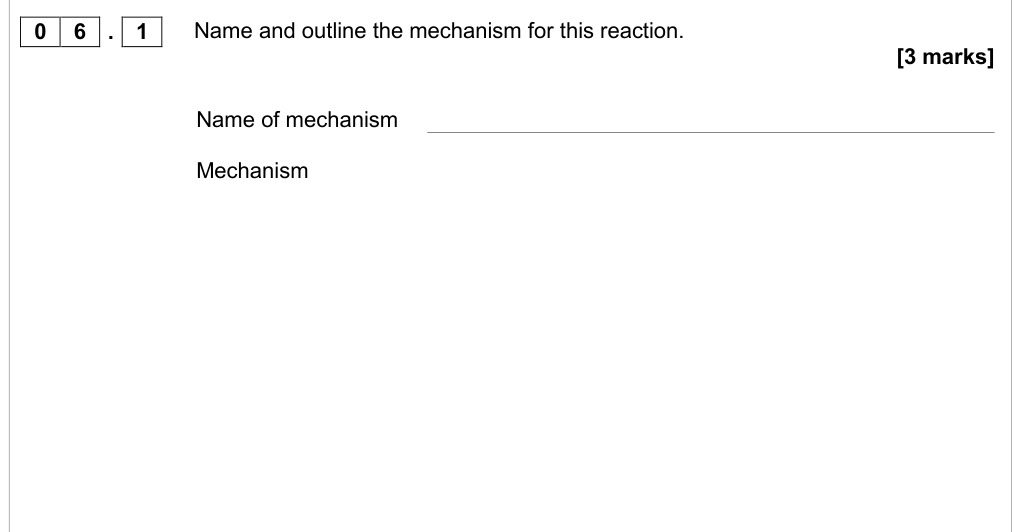 0 6 . 1 Name and outline the mechanism for this reaction.
[3 marks]
Name of mechanism
Mechanism